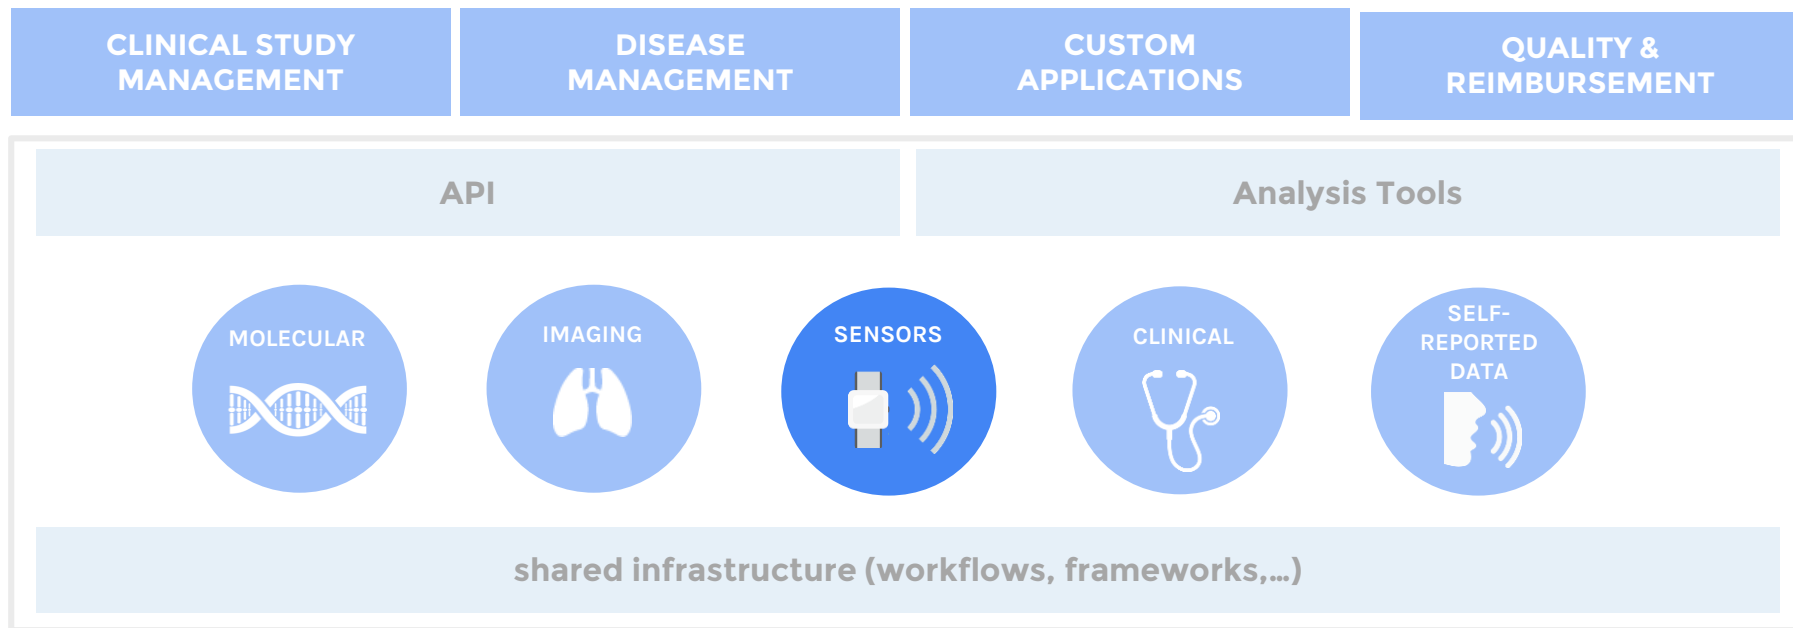 CLINICAL STUDY
MANAGEMENT
DISEASE
MANAGEMENT
CUSTOM
APPLICATIONS
QUALITY &
REIMBURSEMENT
API
Analysis Tools
MOLECULAR
IMAGING
SENSORS
CLINICAL
SELF-
REPORTED
DATA
shared infrastructure (workflows, frameworks,...)